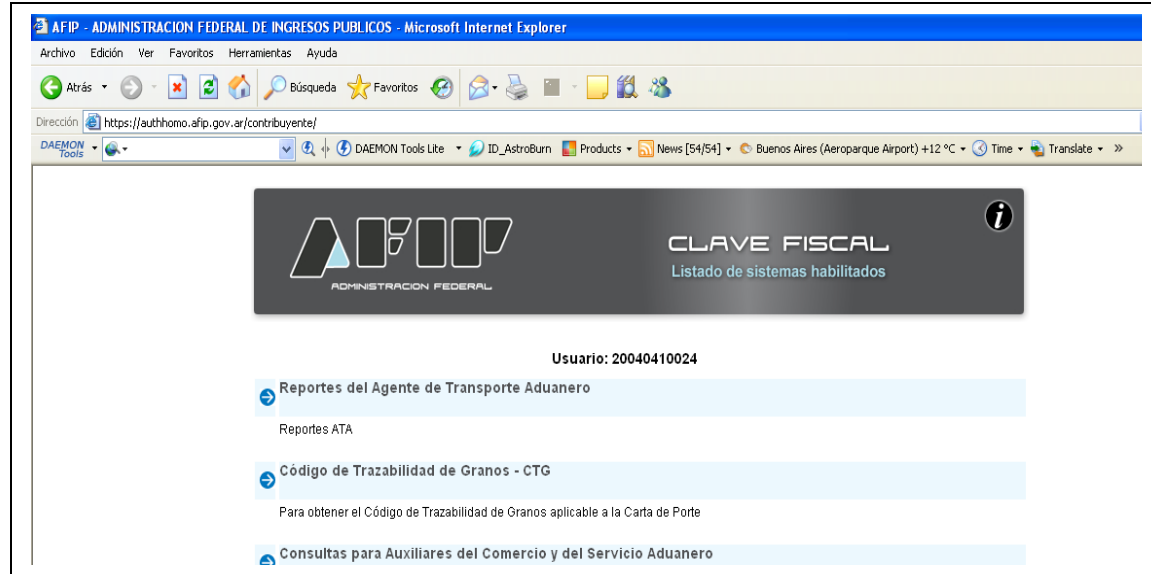 AFIP - ADMINISTRACION FEDERAL DE INGRESOS PUBLICOS - Microsoft Internet Explorer
Archivo Edición Ver Favoritos Herramientas Ayuda
Atrás Búsqueda Favoritos
Dirección https://authhomo.afip.gov.ar/contribuyente/
DAEMON Tools DAEMON Tools Lite ID_AstroBurn Products News [54/54] Buenos Aires (Aeroparque Airport) +12 °C Time Translate »
AFIP
ADMINISTRACION FEDERAL
CLAVE FISCAL
Listado de sistemas habilitados
i
Usuario: 20040410024
Reportes del Agente de Transporte Aduanero
Reportes ATA
Código de Trazabilidad de Granos - CTG
Para obtener el Código de Trazabilidad de Granos aplicable a la Carta de Porte
Consultas para Auxiliares del Comercio y del Servicio Aduanero